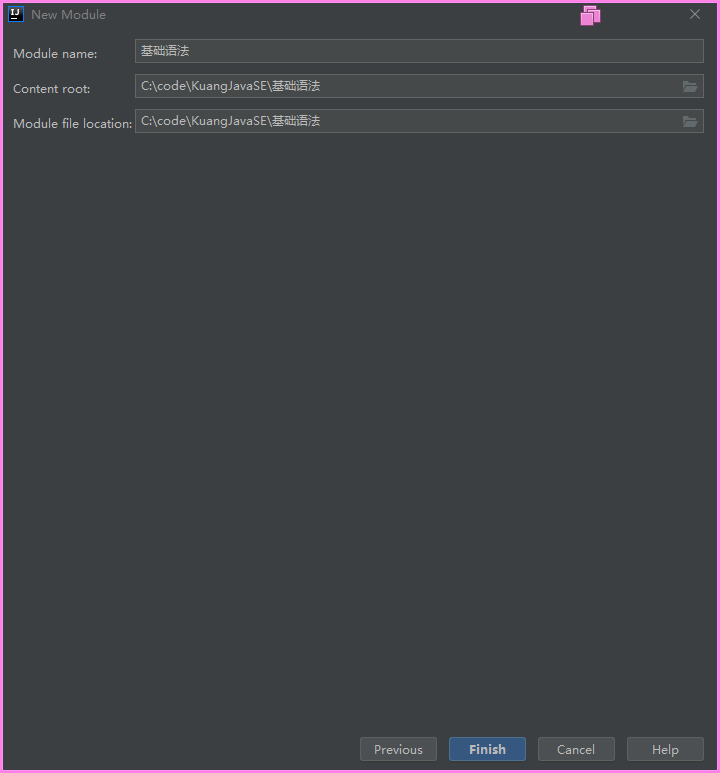 IJ New Module
Module name: 基础语法
Content root: C:\code\KuangJavaSE\基础语法
Module file location: C:\code\KuangJavaSE\基础语法
Previous Finish Cancel Help